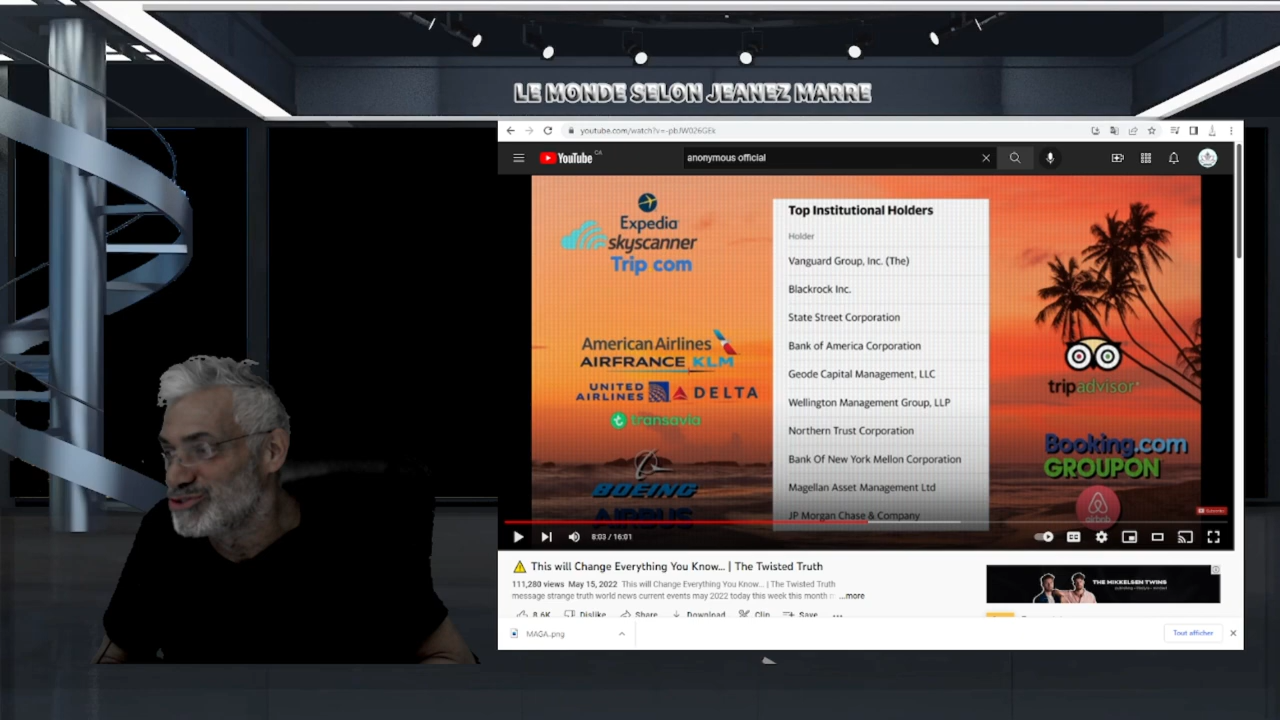 LE MONDE SELON JEANEZ MARRE
YouTube CA
anonymous official
Expedia
skyscanner
Trip com
American Airlines
AIRFRANCE KLM
UNITED AIRLINES DELTA
transavia
BOEING
AIRBUS
Top Institutional Holders
Holder
Vanguard Group, Inc. (The)
Blackrock Inc.
State Street Corporation
Bank of America Corporation
Geode Capital Management, LLC
Wellington Management Group, LLP
Northern Trust Corporation
Bank Of New York Mellon Corporation
Magellan Asset Management Ltd
JP Morgan Chase & Company
tripadvisor
Booking.com
GROUPON
airbnb
8:03 / 16:01
This will Change Everything You Know... | The Twisted Truth
111,280 views May 15, 2022 This will Change Everything You Know... | The Twisted Truth
message strange truth world news current events may 2022 today this week this month ...more
8.6K Dislike Share Download Clip Save
THE MIKKELSEN TWINS
MAGA.png
Tout afficher